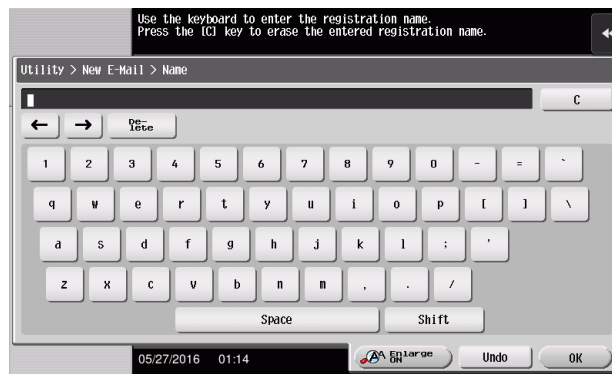 Use the keyboard to enter the registration name.
Press the [C] key to erase the entered registration name.
Utility > New E-Mail > Name
C
← → De-
lete
1 2 3 4 5 6 7 8 9 0 - = `
q w e r t y u i o p [ ] \
a s d f g h j k l ; '
z x c v b n m , . /
Space Shift
05/27/2016 01:14 Enlarge
ON Undo OK